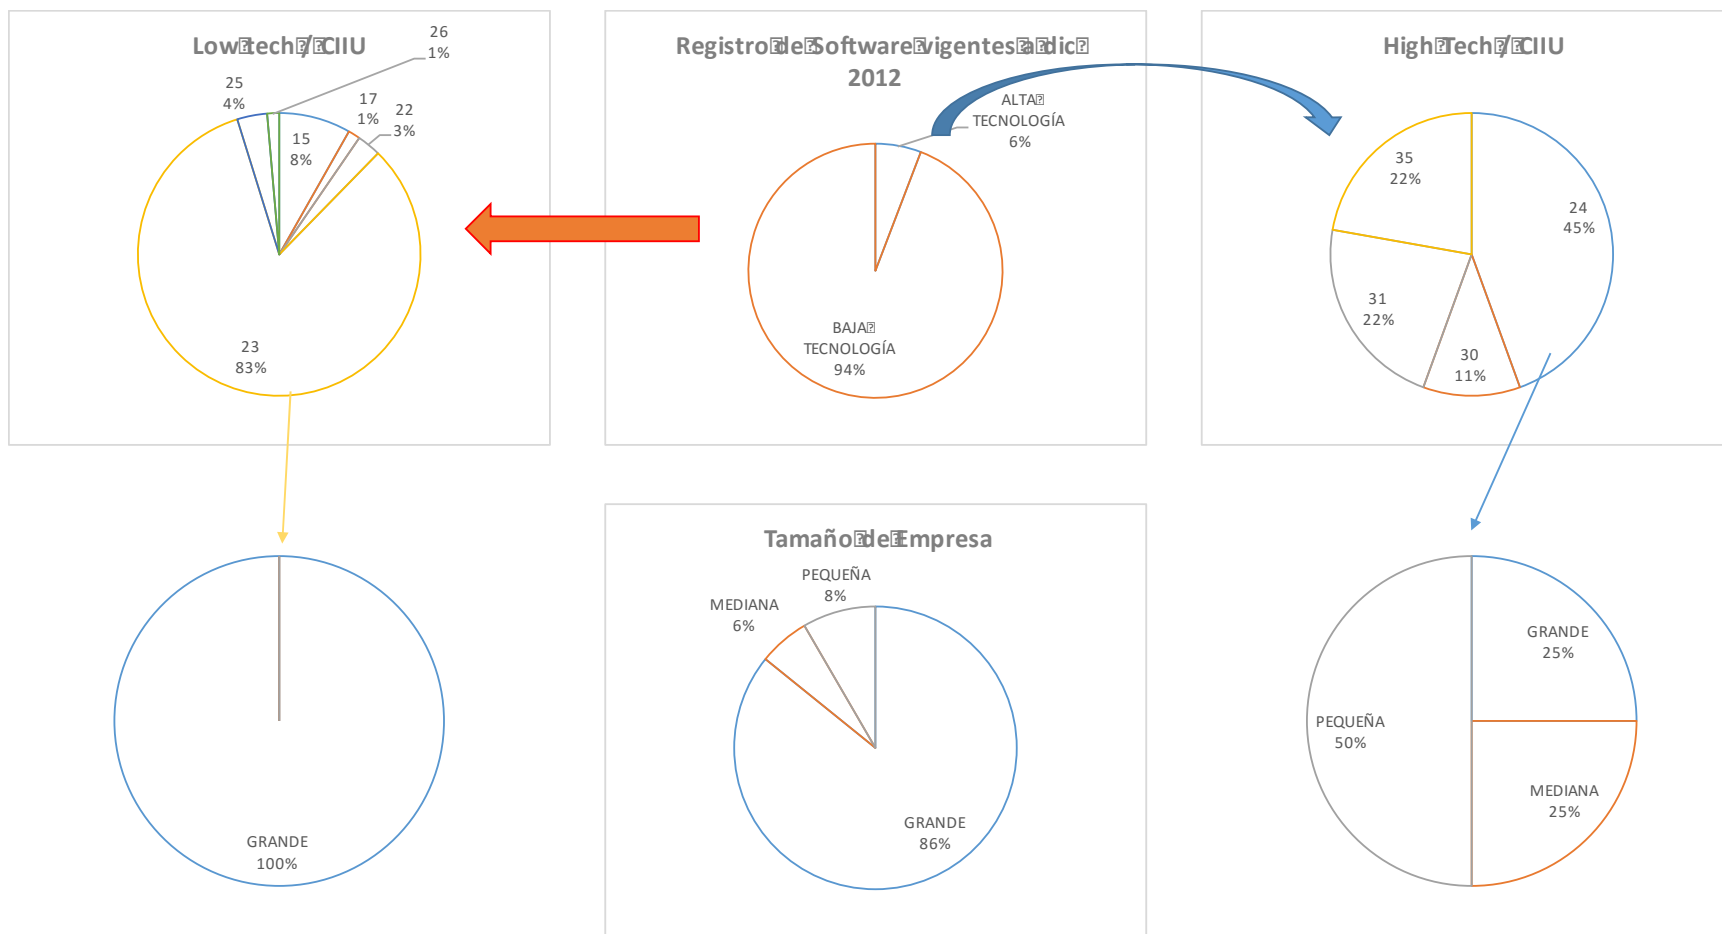 Low tech / CIIU
26
1%
25
4%
17
1%
22
3%
15
8%
23
83%
Registro de Software vigentes a dic
2012
ALTA
TECNOLOGÍA
6%
BAJA
TECNOLOGÍA
94%
High Tech / CIIU
35
22%
24
45%
31
22%
30
11%
GRANDE
100%
Tamaño de Empresa
PEQUEÑA
8%
MEDIANA
6%
GRANDE
86%
GRANDE
25%
PEQUEÑA
50%
MEDIANA
25%